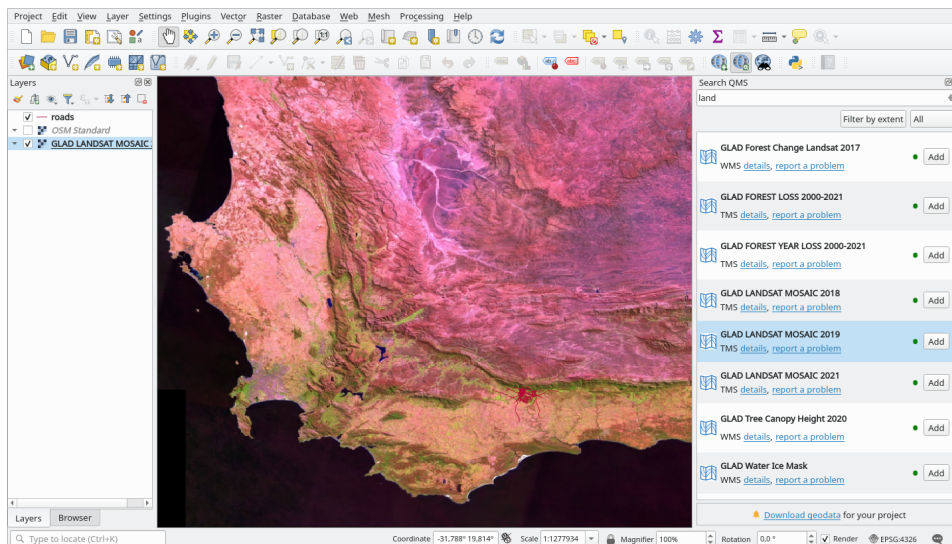 Project Edit View Layer Settings Plugins Vector Raster Database Web Mesh Processing Help
Layers
roads
OSM Standard
GLAD LANDSAT MOSAIC
Layers Browser
Search QMS
land
Filter by extent All
GLAD Forest Change Landsat 2017
WMS details, report a problem
Add
GLAD FOREST LOSS 2000-2021
TMS details, report a problem
Add
GLAD FOREST YEAR LOSS 2000-2021
TMS details, report a problem
Add
GLAD LANDSAT MOSAIC 2018
TMS details, report a problem
Add
GLAD LANDSAT MOSAIC 2019
TMS details, report a problem
Add
GLAD LANDSAT MOSAIC 2021
TMS details, report a problem
Add
GLAD Tree Canopy Height 2020
WMS details, report a problem
Add
GLAD Water Ice Mask
WMS details, report a problem
Add
Download geodata for your project
Type to locate (Ctrl+K) Coordinate -31,788° 19,814° Scale 1:1277934 Magnifier 100% Rotation 0,0 ° Render EPSG:4326